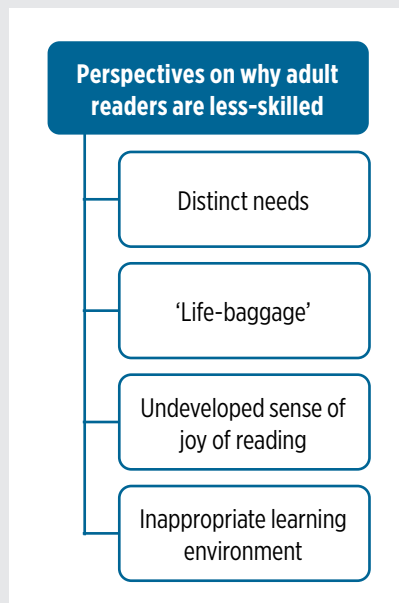 Perspectives on why adult
readers are less-skilled
Distinct needs
‘Life-baggage’
Undeveloped sense of
joy of reading
Inappropriate learning
environment